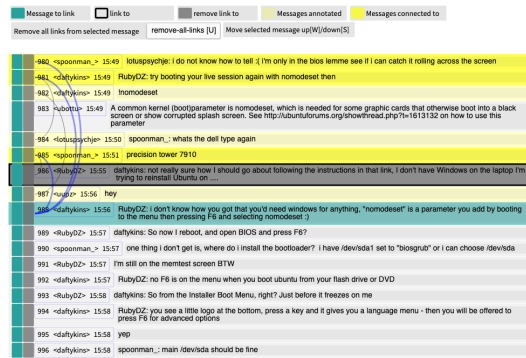 Message to link link to remove link to Messages annotated Messages connected to
Remove all links from selected message remove-all-links [U] Move selected message up[W]/down[S]
980 <spoonman_> 15:49 lotuspsychje: i do not know how to tell :( i'm only in the bios lemme see if i can catch it rolling across the screen
981 <daftykins> 15:49 RubyDZ: try booting your live session again with nomodeset then
982 <daftykins> 15:49 !nomodeset
983 <ubottu> 15:49 A common kernel (boot)parameter is nomodeset, which is needed for some graphic cards that otherwise boot into a black
screen or show corrupted splash screen. See http://ubuntuforums.org/showthread.php?t=1613132 on how to use this
parameter
984 <lotuspsychje> 15:50 spoonman_: whats the dell type again
985 <spoonman_> 15:51 precision tower 7910
986 <RubyDZ> 15:55 daftykins: not really sure how I should go about following the instructions in that link, I don't have Windows on the laptop I'm
trying to reinstall Ubuntu on ....
987 <uupz> 15:56 hey
988 <daftykins> 15:56 RubyDZ: i don't know how you got that you'd need windows for anything, "nomodeset" is a parameter you add by booting
to the menu then pressing F6 and selecting nomodeset :)
989 <RubyDZ> 15:57 daftykins: So now I reboot, and open BIOS and press F6?
990 <spoonman_> 15:57 one thing i don't get is, where do i install the bootloader? i have /dev/sda1 set to "biosgrub" or i can choose /dev/sda
991 <RubyDZ> 15:57 I'm still on the memtest screen BTW
992 <daftykins> 15:57 RubyDZ: no F6 is on the menu when you boot ubuntu from your flash drive or DVD
993 <RubyDZ> 15:58 daftykins: So from the Installer Boot Menu, right? Just before it freezes on me
994 <daftykins> 15:58 RubyDZ: you see a little logo at the bottom, press a key and it gives you a language menu - then you will be offered to
press F6 for advanced options
995 <RubyDZ> 15:58 yep
996 <daftykins> 15:58 spoonman_: main /dev/sda should be fine